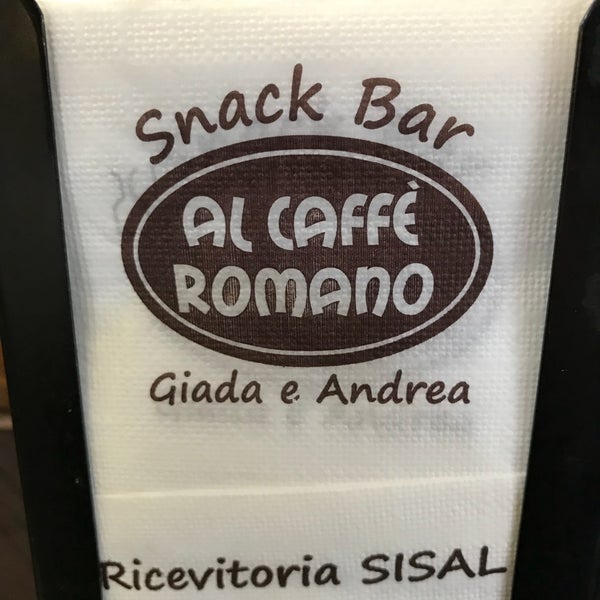 Snack Bar
AL CAFFÈ
ROMANO
Giada e Andrea
Ricevitoria SISAL